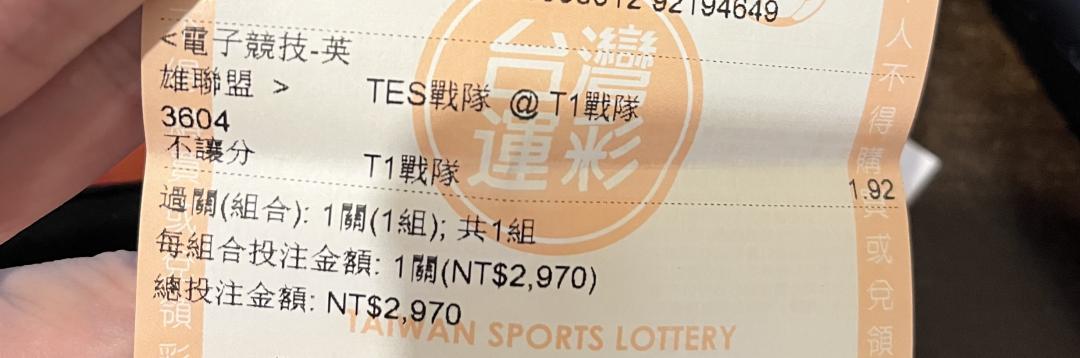 92194649
<電子競技-英
雄聯盟 > TES戰隊 @ T1戰隊
3604
不讓分 T1戰隊 1.92
過關(組合): 1關(1組); 共1組
每組合投注金額: 1關(NT$2,970)
總投注金額: NT$2,970
台灣
運彩
TAIWAN SPORTS LOTTERY
人不得購買或兌領